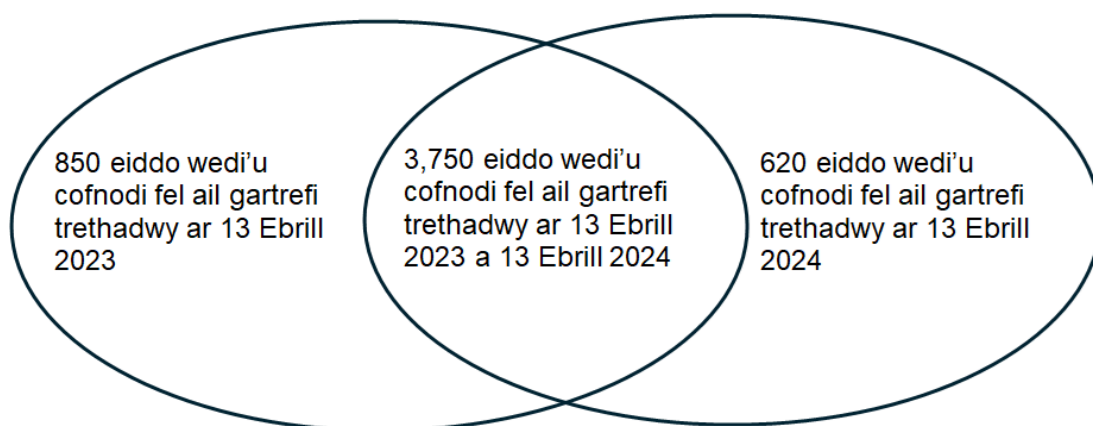 850 eiddo wedi'u
cofnodi fel ail gartrefi
trethadwy ar 13 Ebrill
2023
3,750 eiddo wedi'u
cofnodi fel ail gartrefi
trethadwy ar 13 Ebrill
2023 a 13 Ebrill 2024
620 eiddo wedi'u
cofnodi fel ail gartrefi
trethadwy ar 13 Ebrill
2024